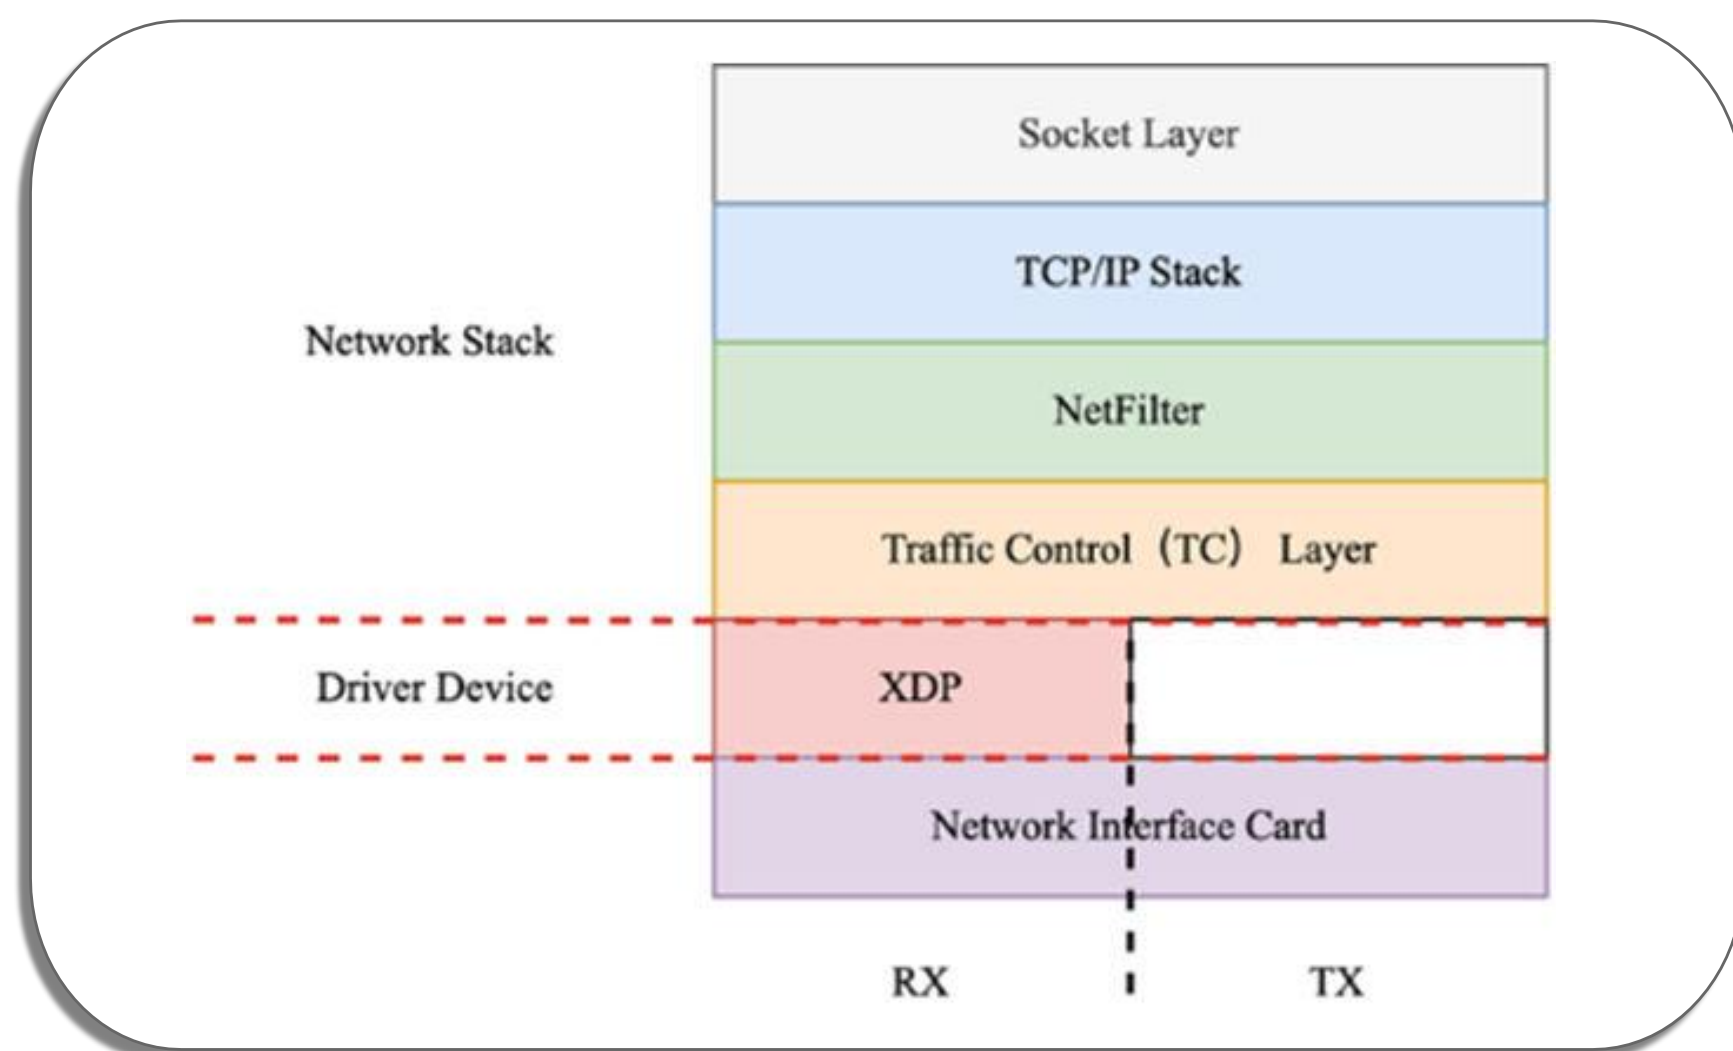 Socket Layer
TCP/IP Stack
Network Stack
NetFilter
Traffic Control（TC） Layer
Driver Device
XDP
Network Interface Card
RX
TX